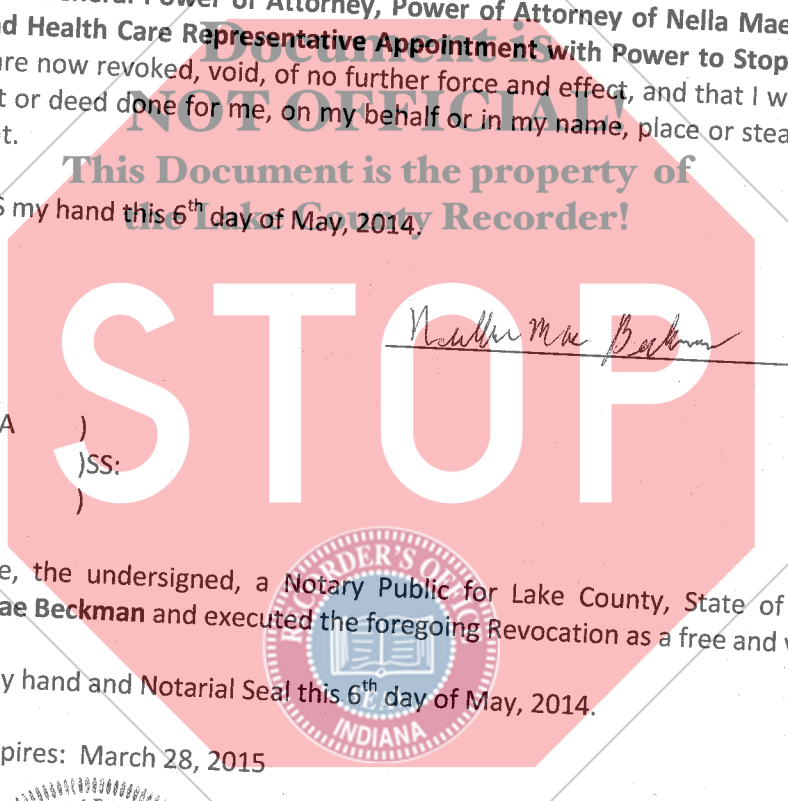 General Power of Attorney, Power of Attorney of Nella Mae
d Health Care Representative Appointment with Power to Stop
are now revoked, void, of no further force and effect, and that I w
t or deed done for me, on my behalf or in my name, place or stea
t.
Document is
NOT OFFICIAL!
This Document is the property of
the Lake County Recorder!
S my hand this 6th day of May, 2014.
STOP
Nella Mae Beckman
A )
)SS:
)
e, the undersigned, a Notary Public for Lake County, State of
ae Beckman and executed the foregoing Revocation as a free and v
y hand and Notarial Seal this 6th day of May, 2014.
RECORDER'S OFFICE
INDIANA
pires: March 28, 2015